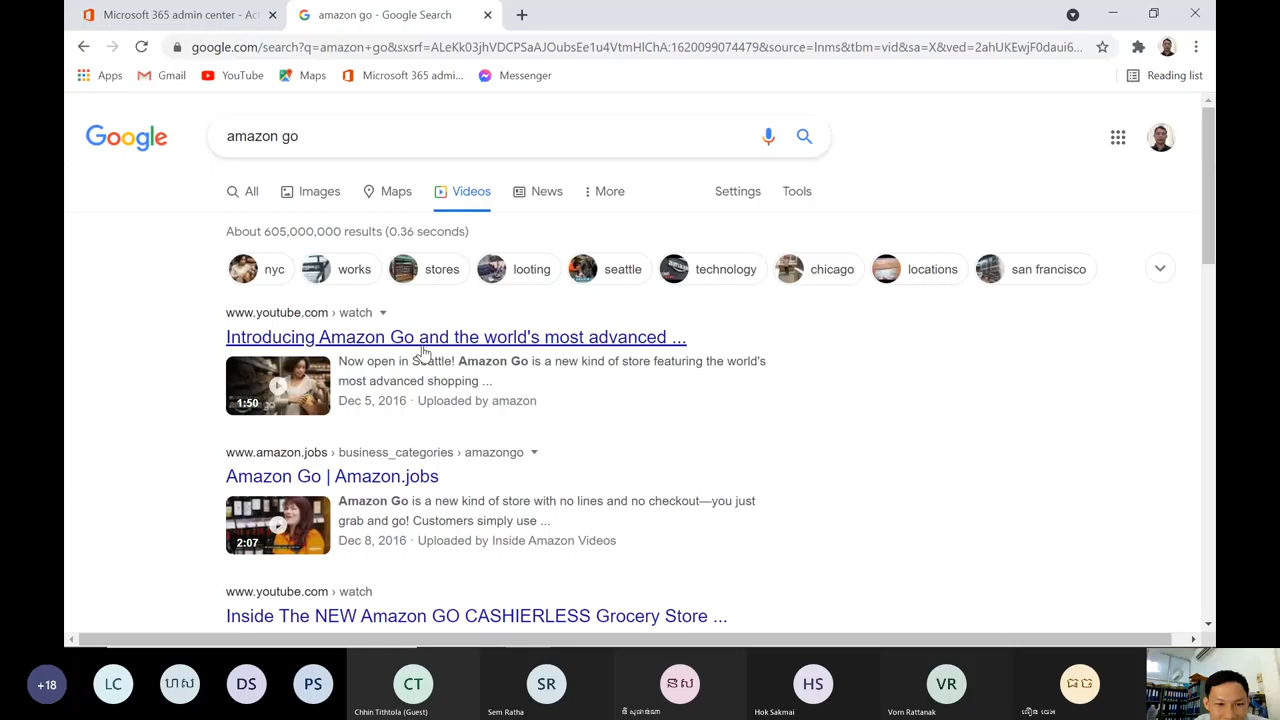 Microsoft 365 admin center - Act
amazon go - Google Search
google.com/search?q=amazon+go&sxsrf=ALeKk03jhVDCPSaAJOubsEe1u4VtmHlChA:1620099074479&source=lnms&tbm=vid&sa=X&ved=2ahUKEwjF0daui6...
Apps
Gmail
YouTube
Maps
Microsoft 365 admi...
Messenger
Reading list
Google
amazon go
All
Images
Maps
Videos
News
More
Settings
Tools
About 605,000,000 results (0.36 seconds)
nyc
works
stores
looting
seattle
technology
chicago
locations
san francisco
www.youtube.com › watch
Introducing Amazon Go and the world's most advanced ...
Now open in Seattle! Amazon Go is a new kind of store featuring the world's
most advanced shopping ...
1:50
Dec 5, 2016 · Uploaded by amazon
www.amazon.jobs › business_categories › amazongo
Amazon Go | Amazon.jobs
Amazon Go is a new kind of store with no lines and no checkout—you just
grab and go! Customers simply use ...
2:07
Dec 8, 2016 · Uploaded by Inside Amazon Videos
www.youtube.com › watch
Inside The NEW Amazon GO CASHIERLESS Grocery Store ...
+18
LC
ហស
DS
PS
CT
SR
នស
HS
VR
ធច
Chhin Tithtola (Guest)
Sem Ratha
Hok Sakmai
Vorn Rattanak